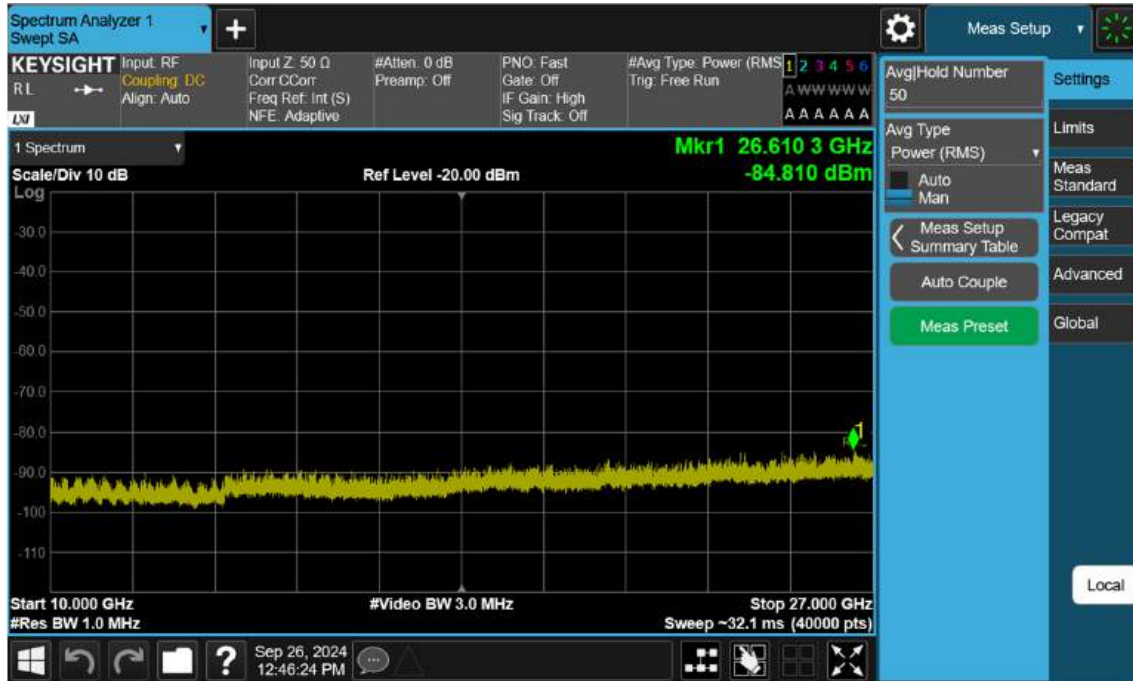 Spectrum Analyzer 1
Swept SA
Meas Setup
KEYSIGHT
RL
LXI
Input: RF
Coupling: DC
Align: Auto
Input Z: 50 Ω
Corr CCorr
Freq Ref: Int (S)
NFE: Adaptive
#Atten: 0 dB
Preamp: Off
PNO: Fast
Gate: Off
IF Gain: High
Sig Track: Off
#Avg Type: Power (RMS
Trig: Free Run
1 2 3 4 5 6
A W W W W W
A A A A A A
1 Spectrum
Mkr1 26.610 3 GHz
Scale/Div 10 dB
Ref Level -20.00 dBm
-84.810 dBm
Log
-30.0
-40.0
-50.0
-60.0
-70.0
-80.0
-90.0
-100
-110
1
Start 10.000 GHz
#Video BW 3.0 MHz
Stop 27.000 GHz
#Res BW 1.0 MHz
Sweep ~32.1 ms (40000 pts)
Avg|Hold Number
50
Avg Type
Power (RMS)
Auto
Man
Meas Setup
Summary Table
Auto Couple
Meas Preset
Settings
Limits
Meas
Standard
Legacy
Compat
Advanced
Global
Local
?
Sep 26, 2024
12:46:24 PM